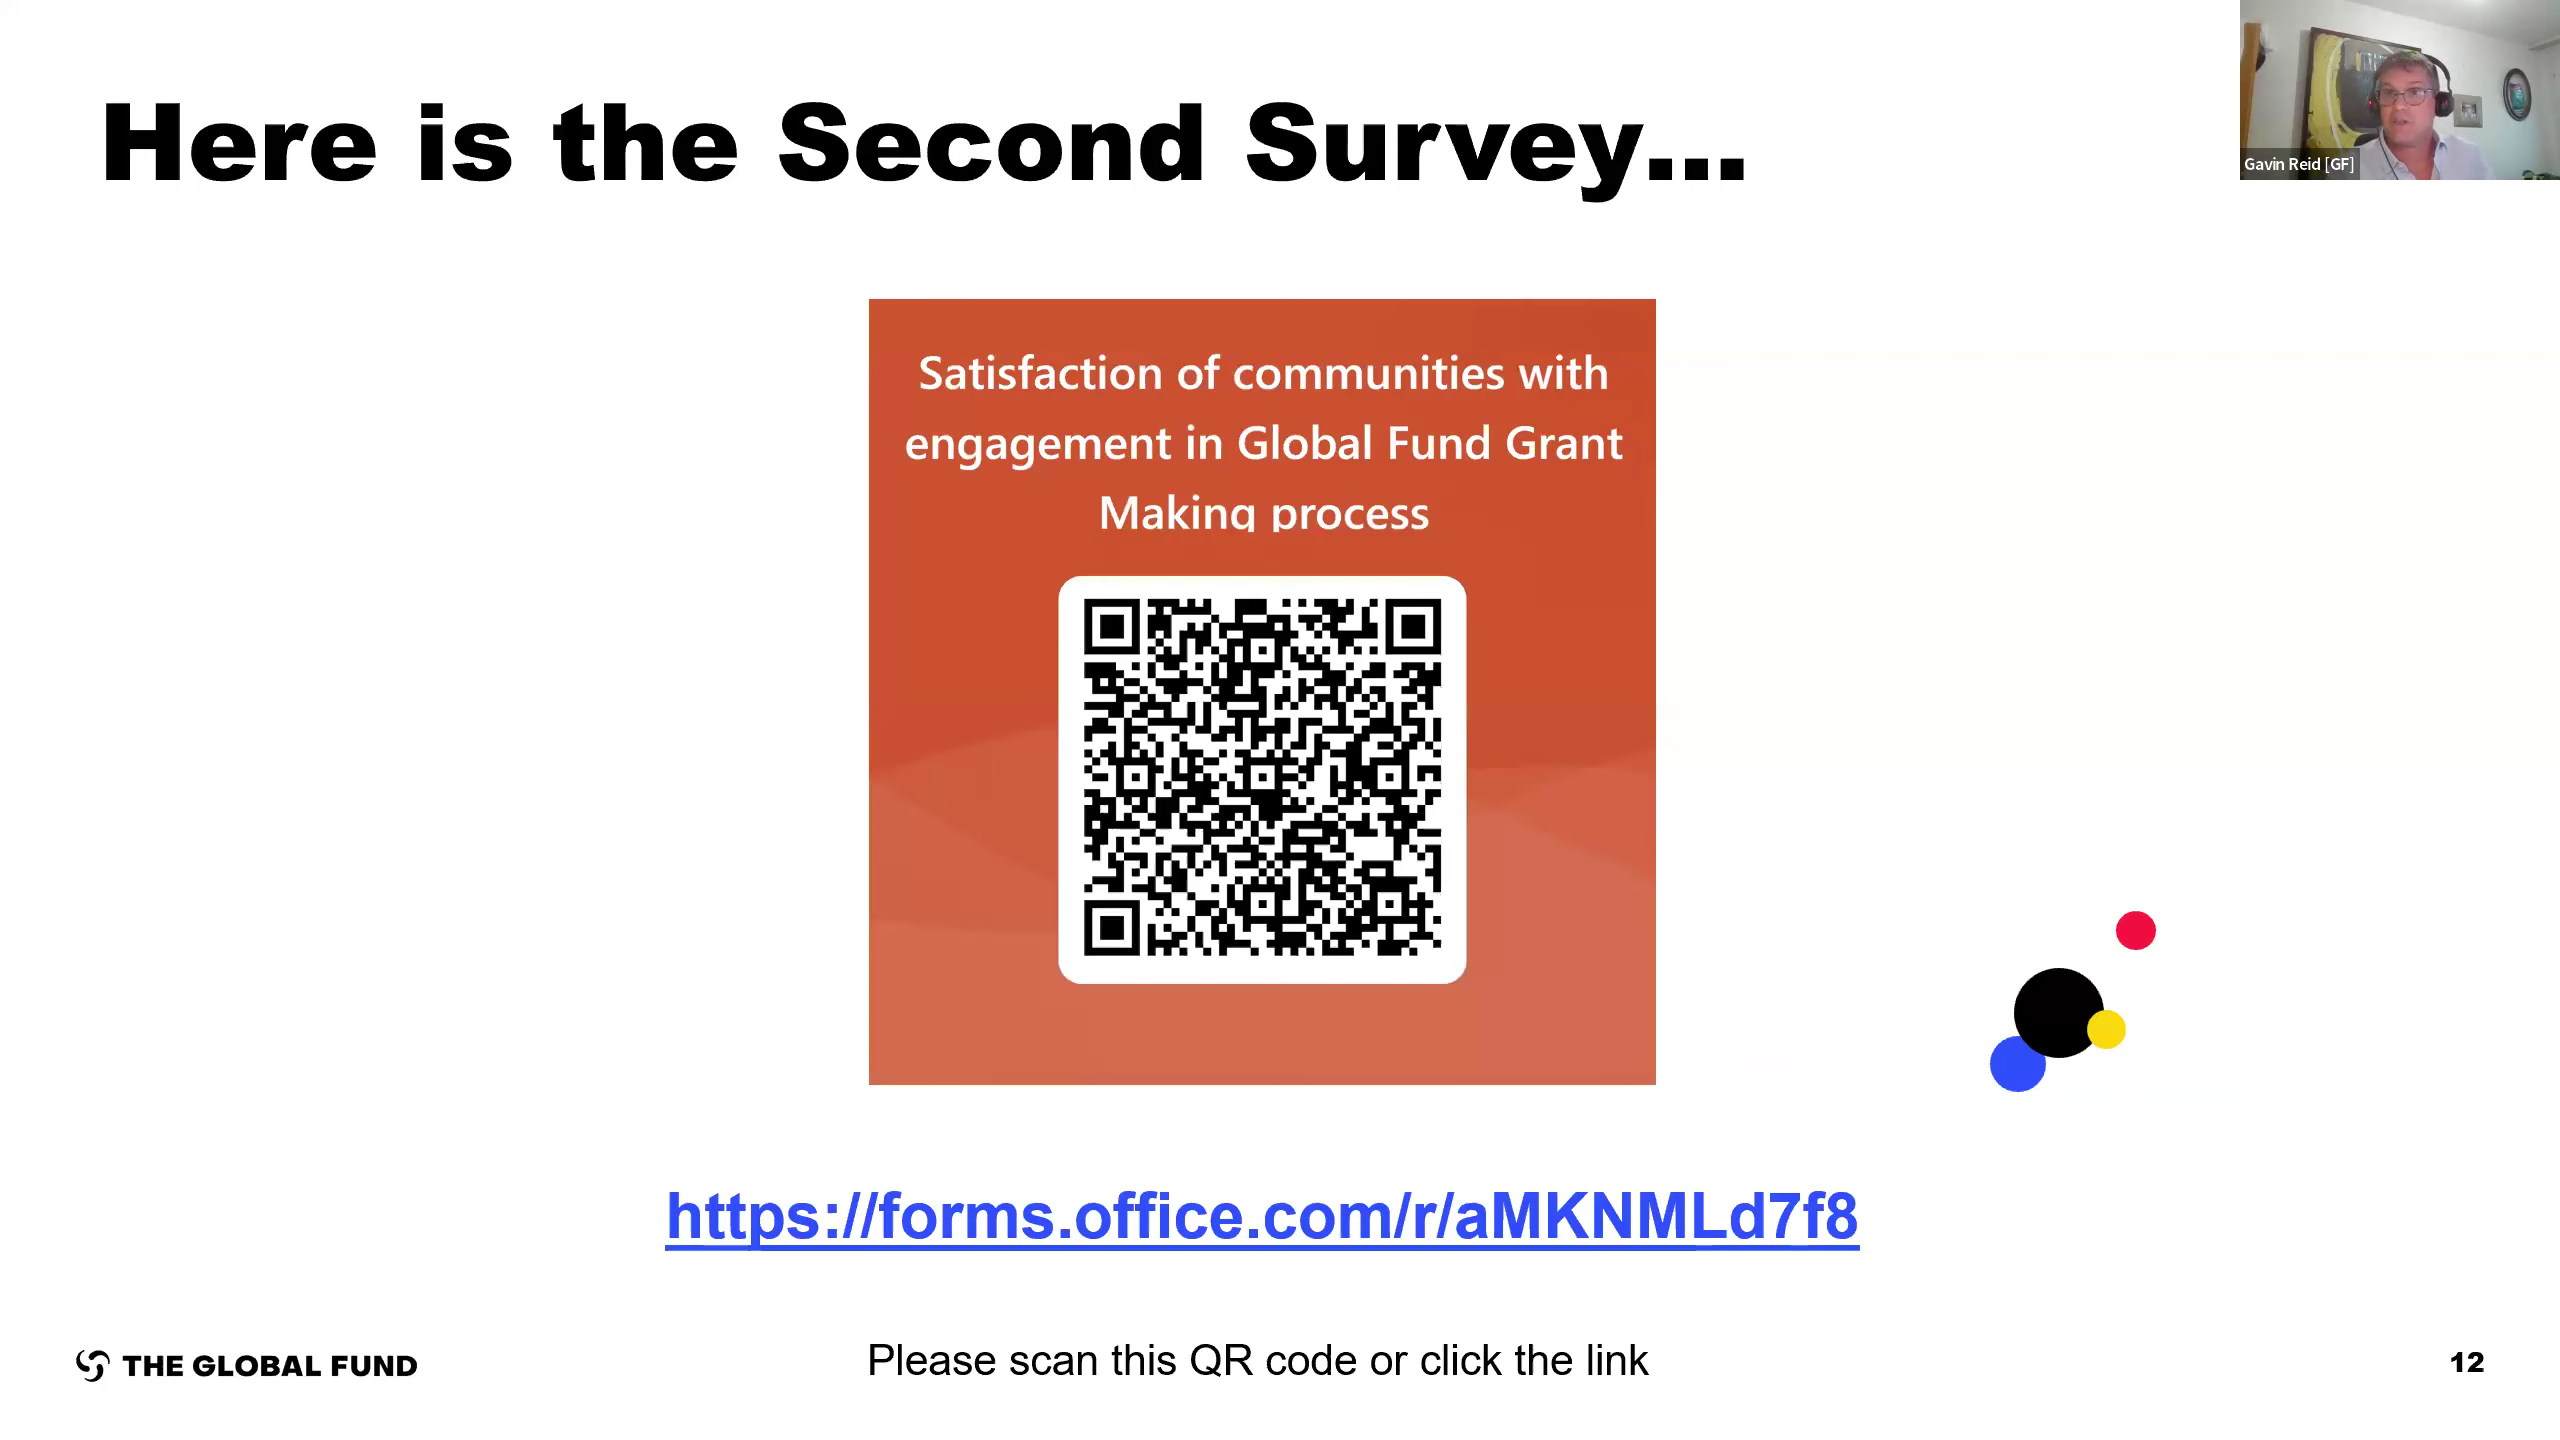 Here is the Second Survey...
Gavin Reid [GF]
Satisfaction of communities with
engagement in Global Fund Grant
Making process
https://forms.office.com/r/aMKNMLd7f8
THE GLOBAL FUND
Please scan this QR code or click the link
12